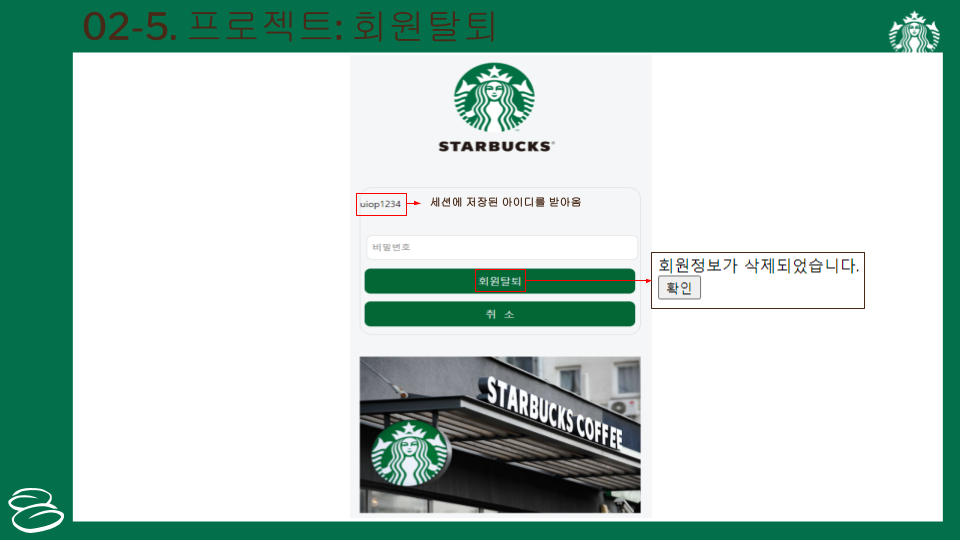 02-5. 프로젝트: 회원탈퇴
STARBUCKS
uiop1234
세션에 저장된 아이디를 받아옴
비밀번호
회원탈퇴
회원정보가 삭제되었습니다.
확인
취 소
STARBUCKS COFFEE